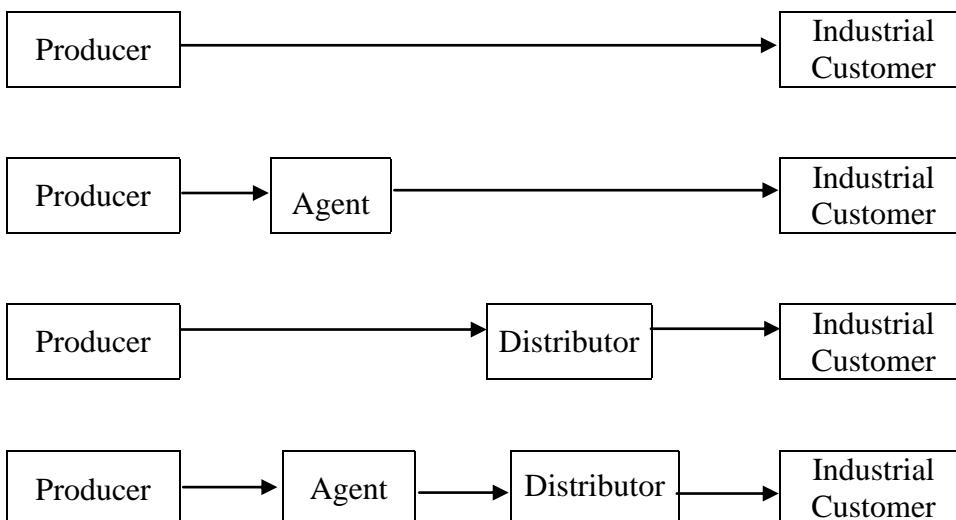 Producer
Industrial
Customer
Producer
Agent
Industrial
Customer
Producer
Distributor
Industrial
Customer
Producer
Agent
Distributor
Industrial
Customer